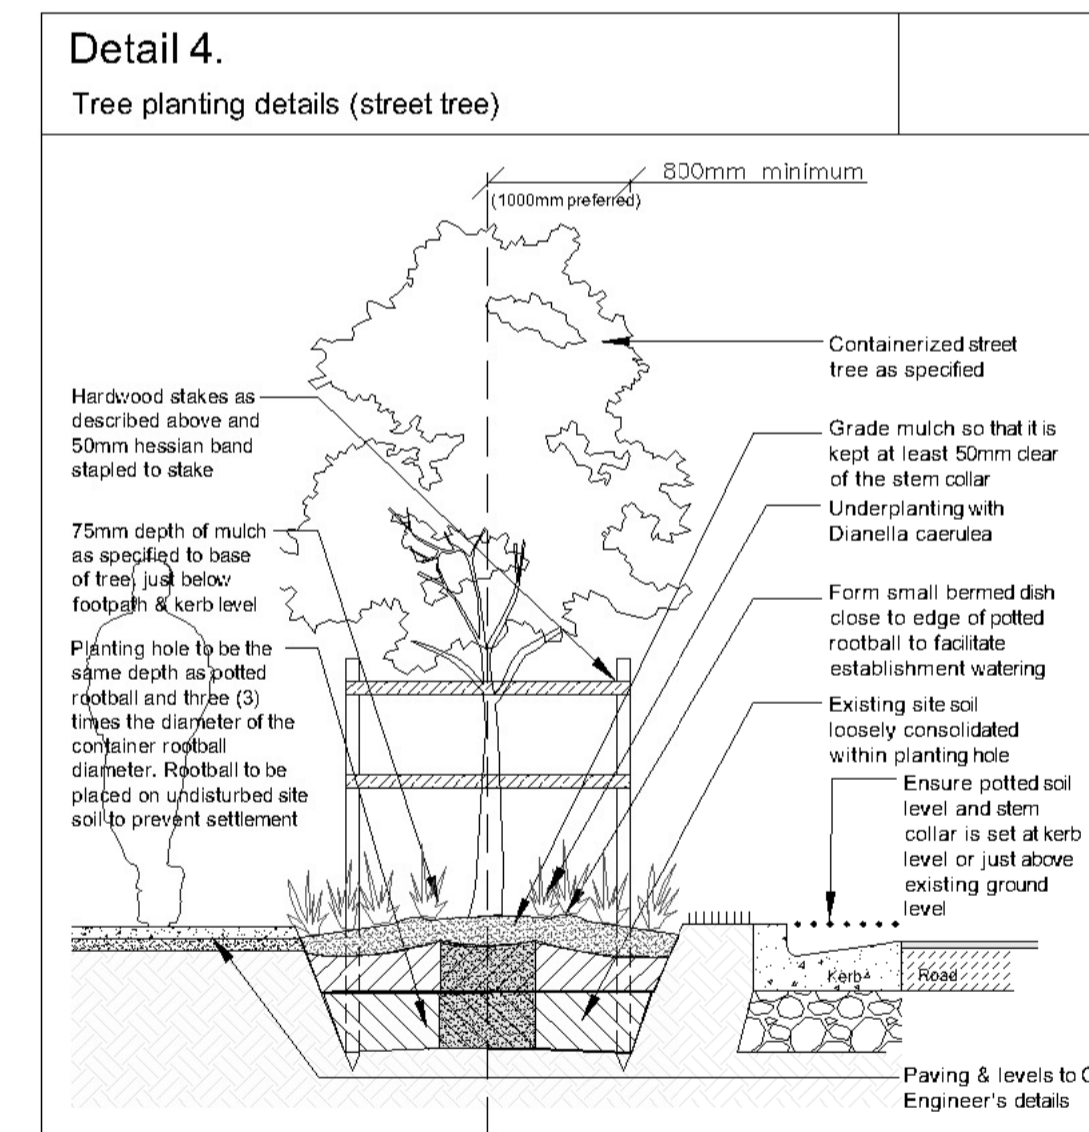 Detail 4.
Tree planting details (street tree)
800mm minimum
(1000mm preferred)
Hardwood stakes as
described above and
50mm hessian band
stapled to stake
75mm depth of mulch
as specified to base
of tree, just below
footpath & kerb level
Planting hole to be the
same depth as potted
rootball and three (3)
times the diameter of the
container rootball
diameter. Rootball to be
placed on undisturbed site
soil to prevent settlement
Containerized street
tree as specified
Grade mulch so that it is
kept at least 50mm clear
of the stem collar
Underplanting with
Dianella caerulea
Form small bermed dish
close to edge of potted
rootball to facilitate
establishment watering
Existing site soil
loosely consolidated
within planting hole
Ensure potted soil
level and stem
collar is set at kerb
level or just above
existing ground
level
Kerb
Road
Paving & levels to
Engineer's details